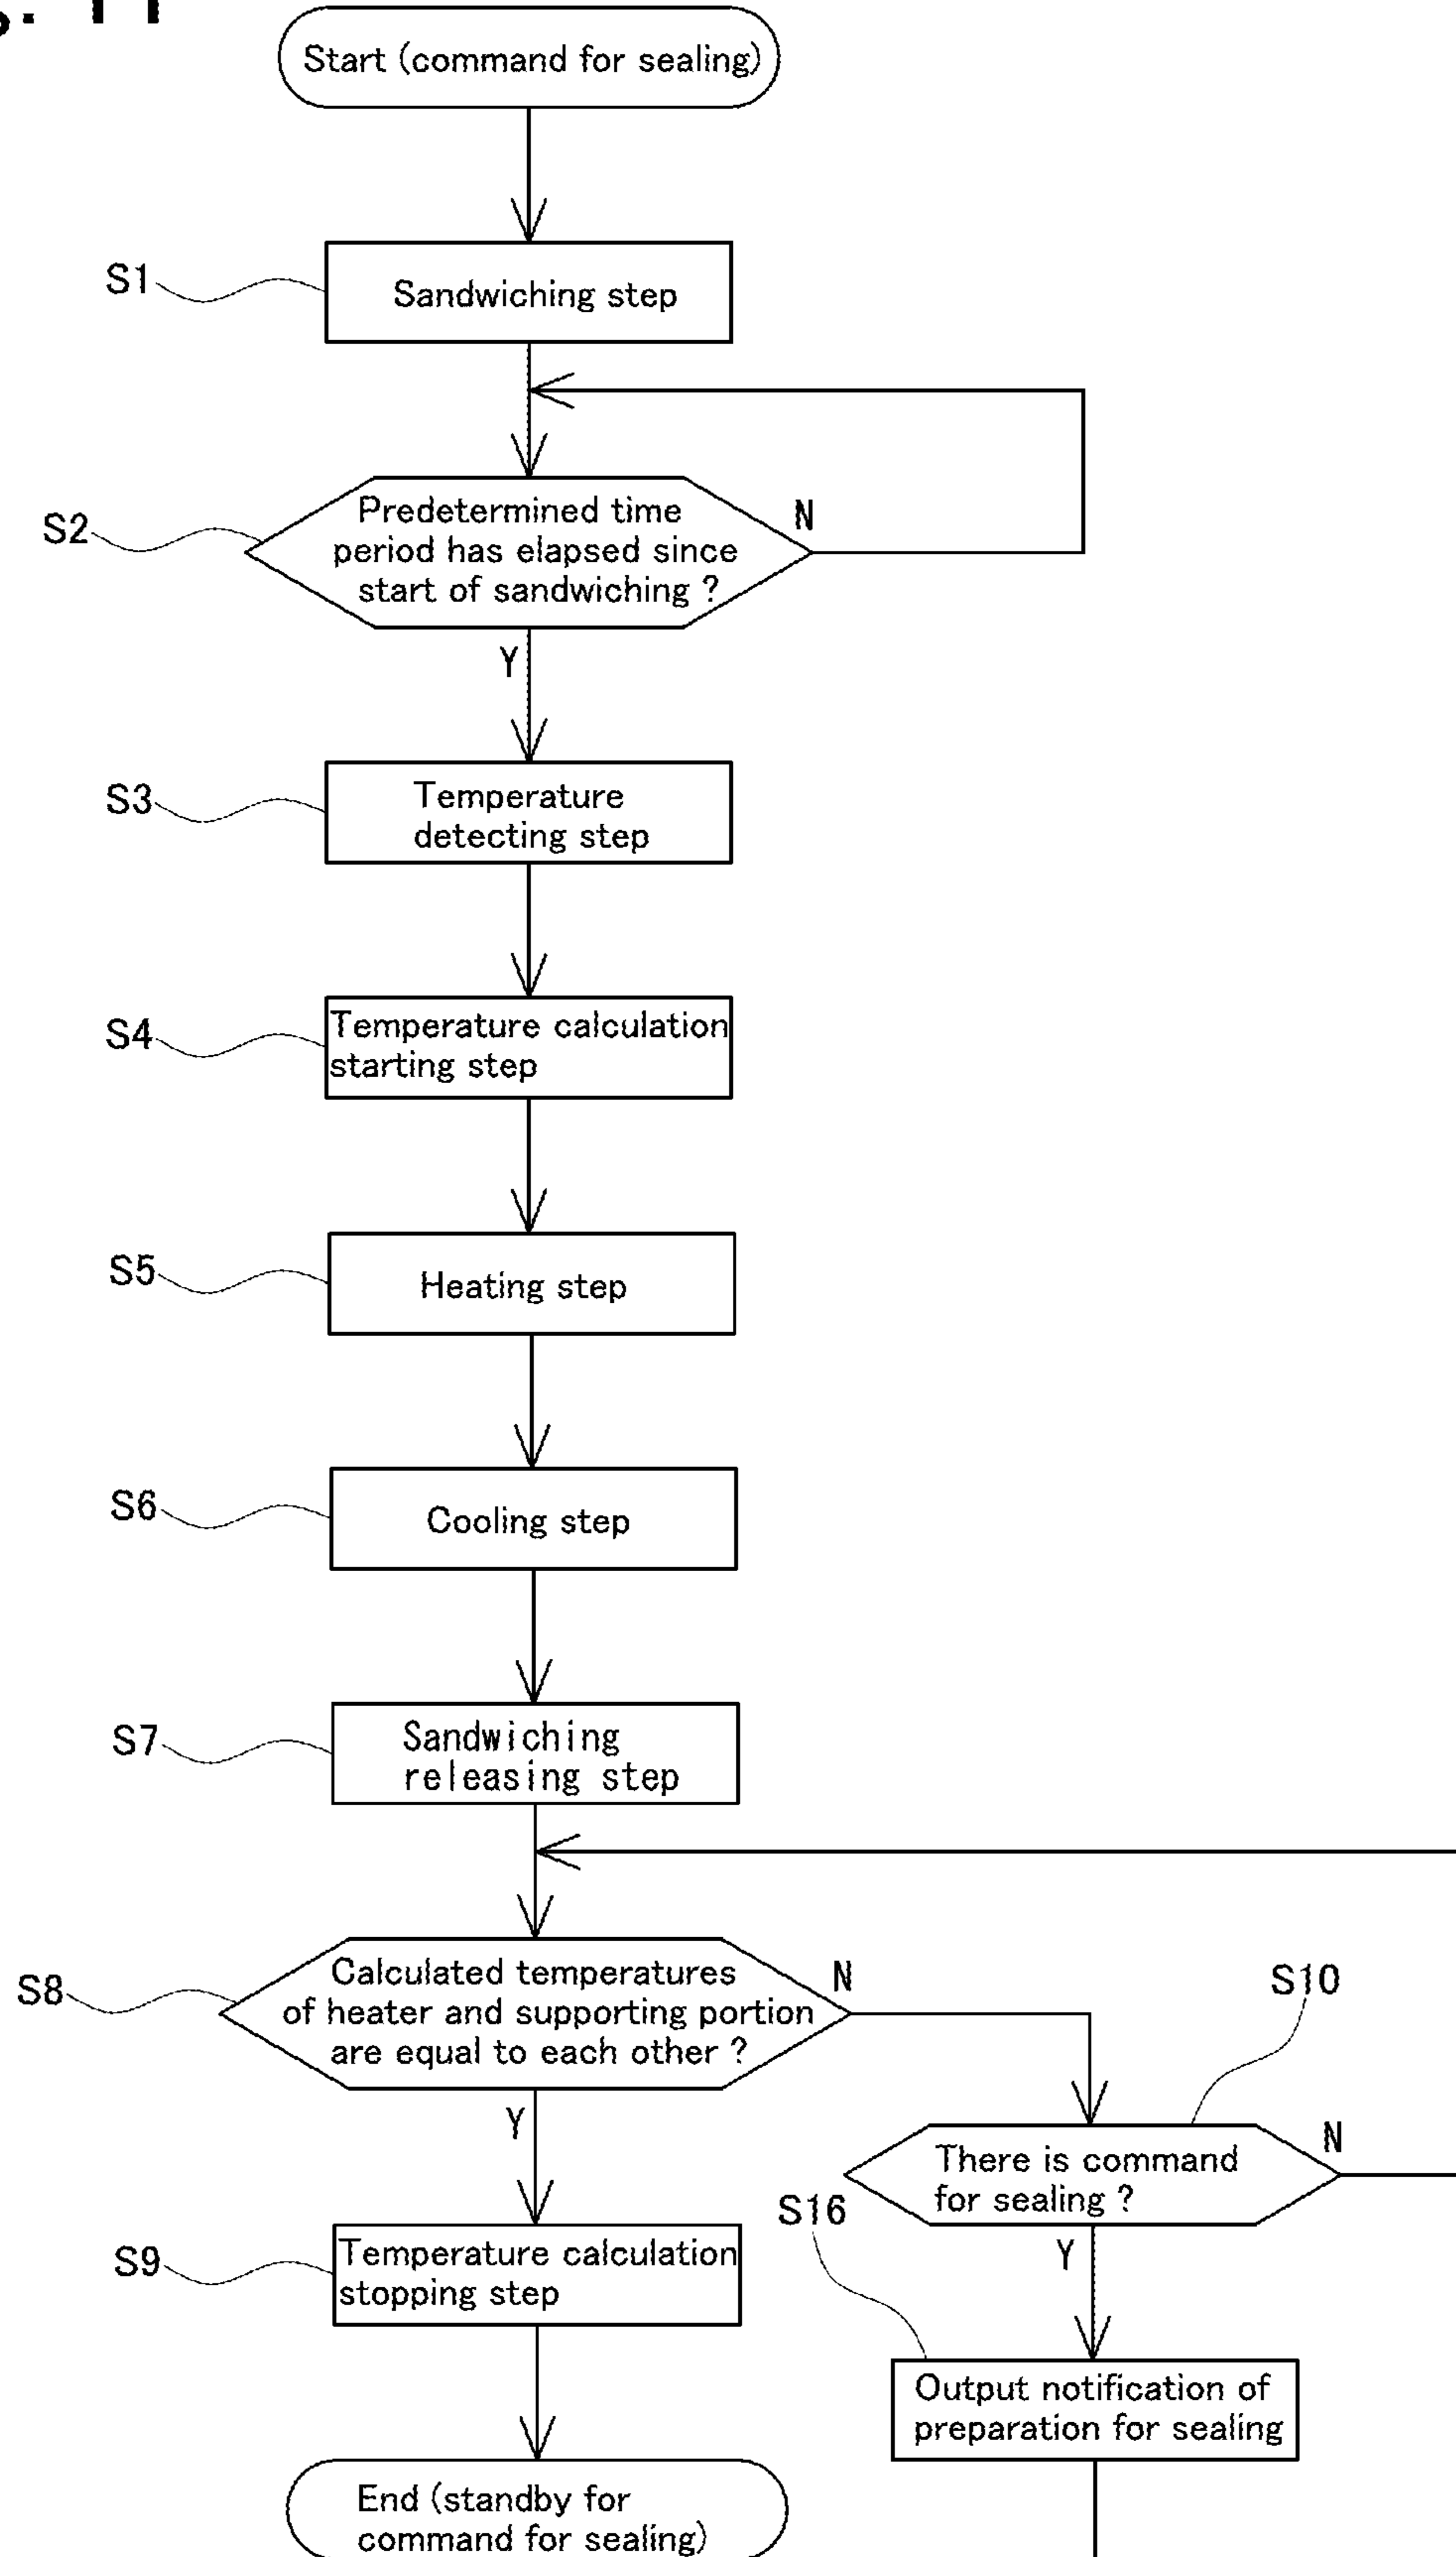 Start (command for sealing)
S1
Sandwiching step
S2
Predetermined time
period has elapsed since
start of sandwiching ?
N
Y
S3
Temperature
detecting step
S4
Temperature calculation
starting step
S5
Heating step
S6
Cooling step
S7
Sandwiching
releasing step
S8
Calculated temperatures
of heater and supporting portion
are equal to each other ?
N
Y
S10
There is command
for sealing ?
N
Y
S16
Output notification of
preparation for sealing
S9
Temperature calculation
stopping step
End (standby for
command for sealing)